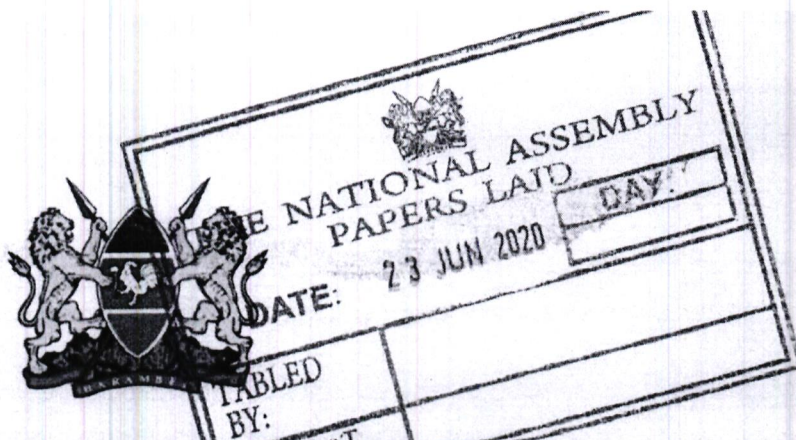 THE NATIONAL ASSEMBLY
PAPERS LAID
DATE: 23 JUN 2020
DAY:
TABLED
BY:
HARAMBEE